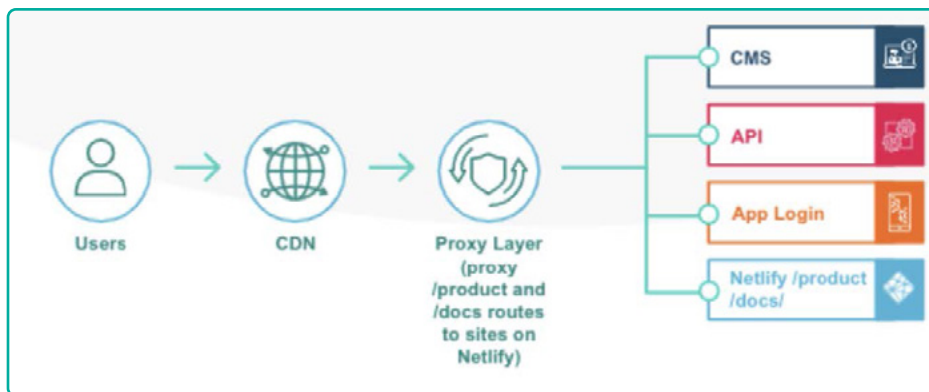 Users
CDN
Proxy Layer
(proxy
/product and
/docs routes
to sites on
Netlify)
CMS
API
App Login
Netlify /product
/docs/